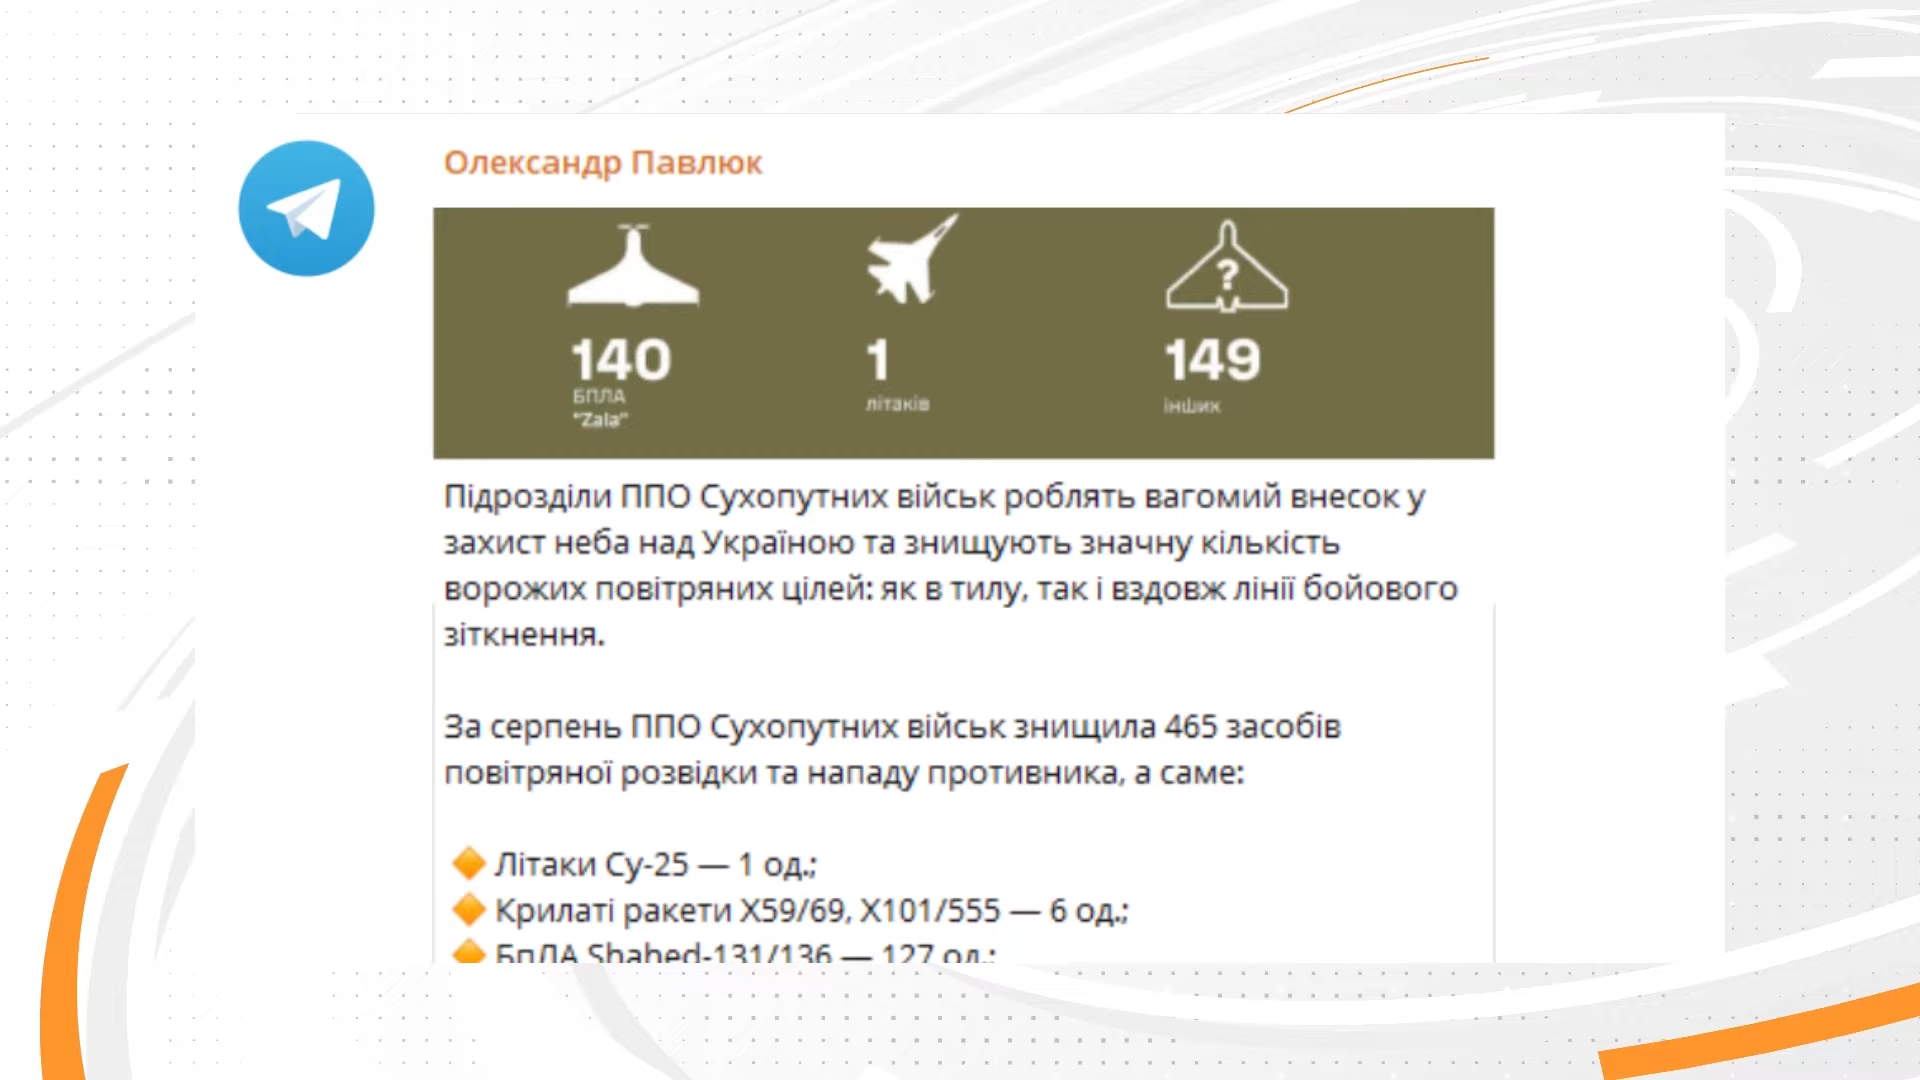 Олександр Павлюк
140
БПЛА
"Zala"
1
літаків
?
149
інших
Підрозділи ППО Сухопутних військ роблять вагомий внесок у
захист неба над Україною та знищують значну кількість
ворожих повітряних цілей: як в тилу, так і вздовж лінії бойового
зіткнення.
За серпень ППО Сухопутних військ знищила 465 засобів
повітряної розвідки та нападу противника, а саме:
Літаки Су-25 — 1 од.;
Крилаті ракети Х59/69, Х101/555 — 6 од.;
БпЛА Shahed-131/136 — 127 од.;